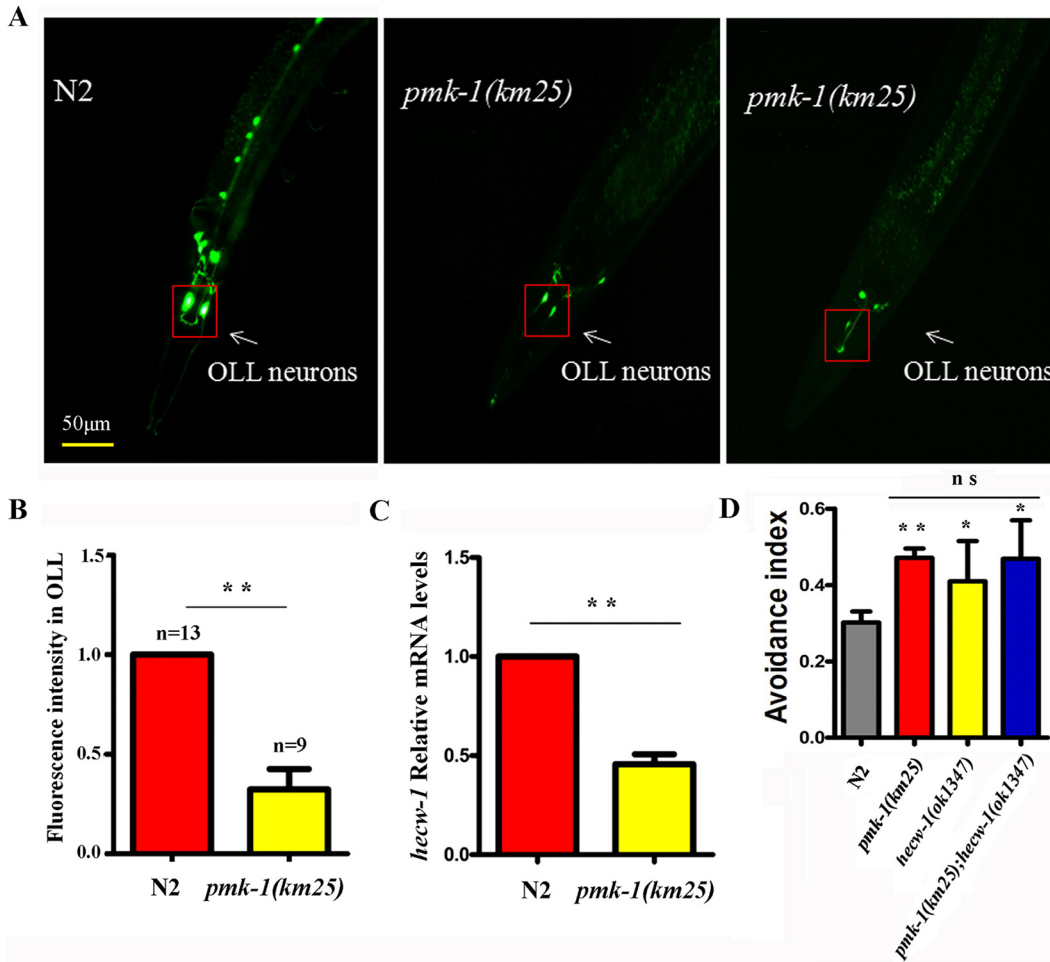 A
N2
pmk-1(km25)
pmk-1(km25)
OLL neurons
OLL neurons
OLL neurons
50μm
B
Fluorescence intensity in OLL
1.5
1.0
0.5
0.0
* *
n=13
n=9
N2
pmk-1(km25)
C
hecw-1 Relative mRNA levels
1.5
1.0
0.5
0.0
* *
N2
pmk-1(km25)
D
Avoidance index
0.6
0.4
0.2
0.0
n s
* *
*
*
N2
pmk-1(km25)
hecw-1(ok1347)
pmk-1(km25);hecw-1(ok1347)